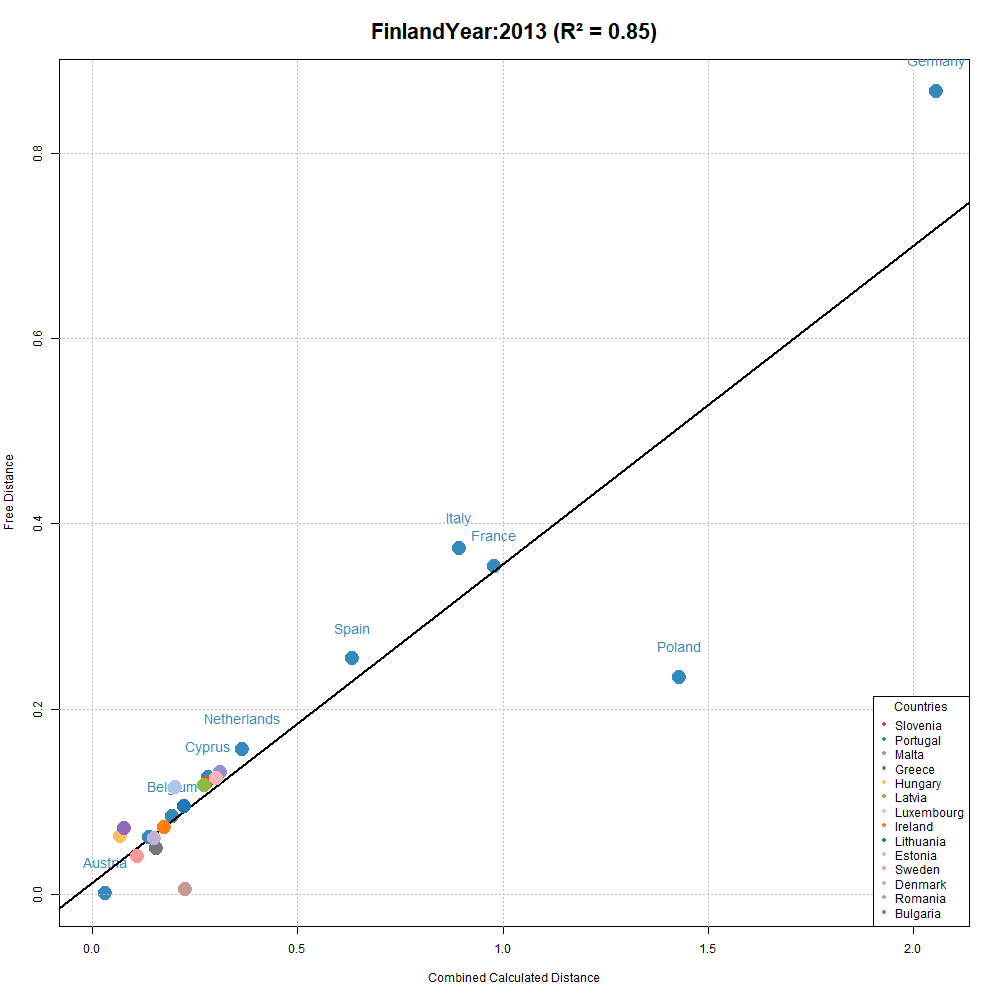 FinlandYear:2013 (R² = 0.85)
Germany
0.8
0.6
Free Distance
0.4
Italy
France
Spain
Poland
0.2
Netherlands
Cyprus
Belgium
Austria
0.0
Countries
Slovenia
Portugal
Malta
Greece
Hungary
Latvia
Luxembourg
Ireland
Lithuania
Estonia
Sweden
Denmark
Romania
Bulgaria
0.0 0.5 1.0 1.5 2.0
Combined Calculated Distance